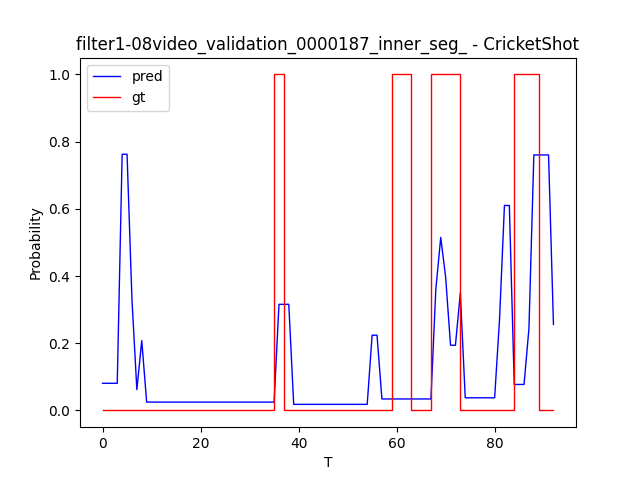 filter1-08video_validation_0000187_inner_seg_ - CricketShot
pred
gt
1.0
0.8
0.6
0.4
0.2
0.0
Probability
0
20
40
60
80
T